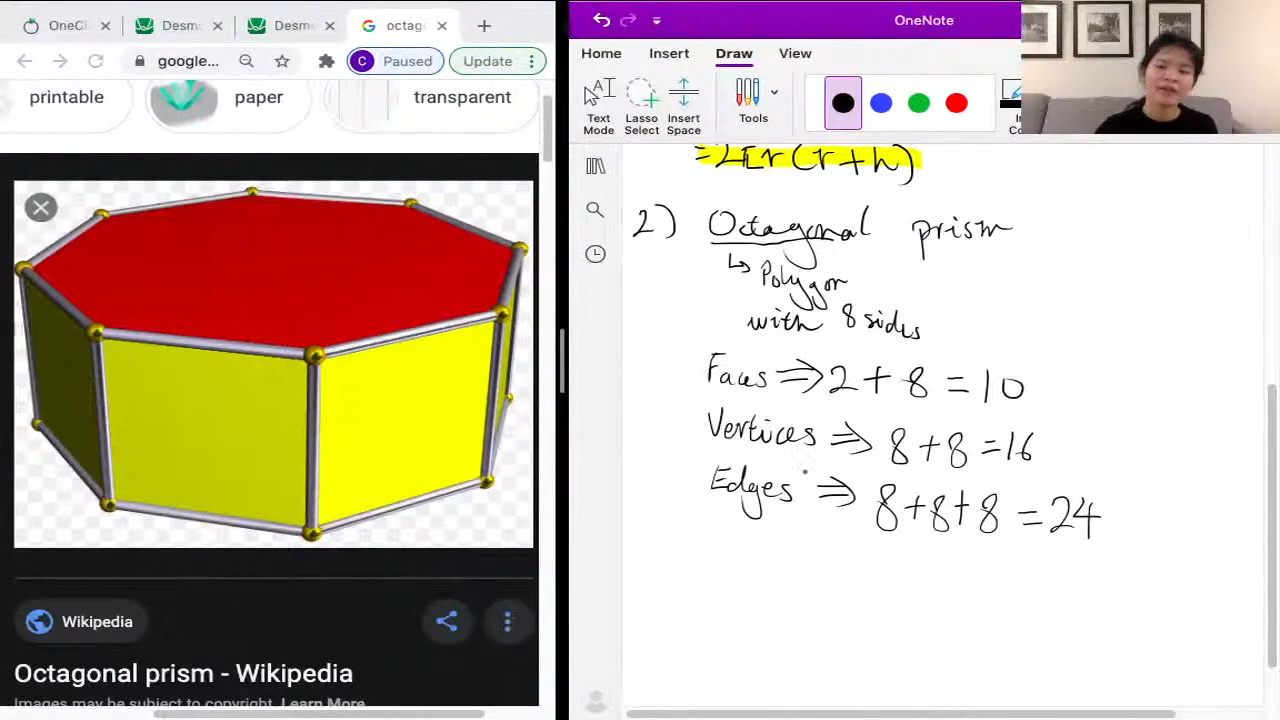 OneCl
Desmo
Desmo
octag
google...
C
Paused
Update
printable
paper
transparent
Wikipedia
Octagonal prism - Wikipedia
Images may be subject to copyright. Learn More
OneNote
Home
Insert
Draw
View
Text Mode
Lasso Select
Insert Space
Tools
= 2πr(r+h)
2) Octagonal prism
↳ Polygon
with 8 sides
Faces ⇒ 2 + 8 = 10
Vertices ⇒ 8 + 8 = 16
Edges ⇒ 8 + 8 + 8 = 24